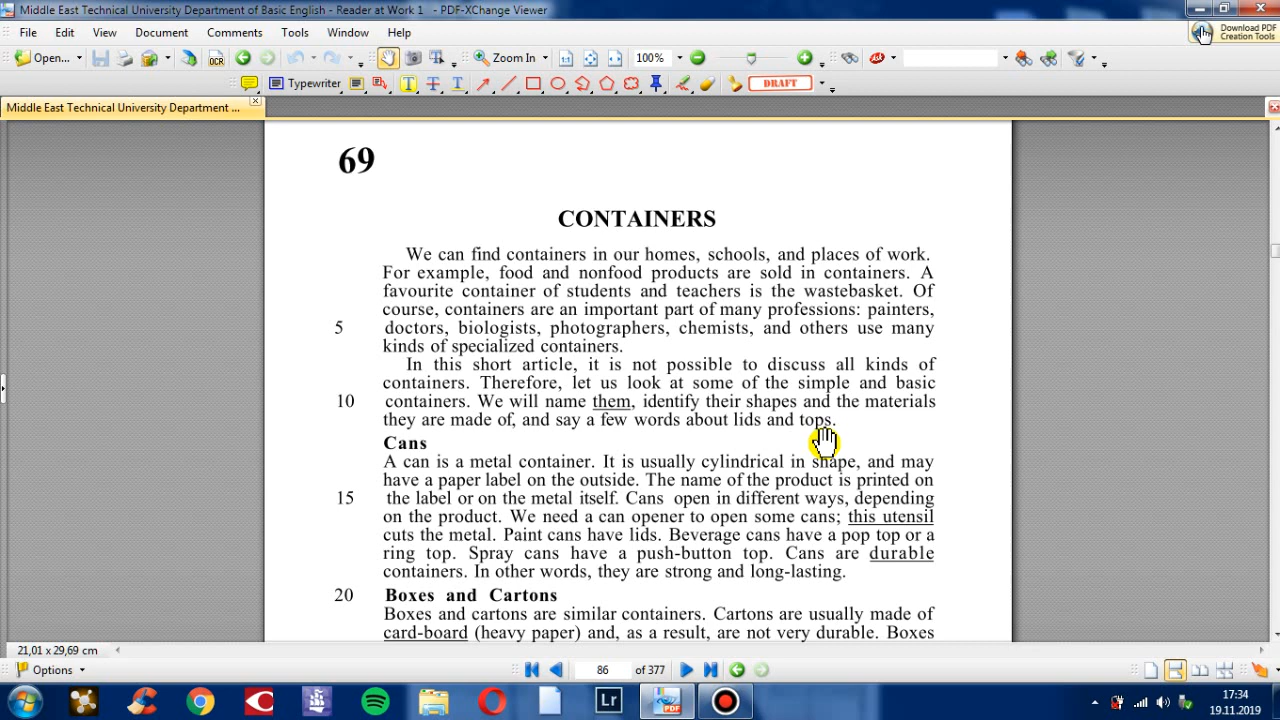 Middle East Technical University Department of Basic English - Reader at Work 1 - PDF-XChange Viewer
File Edit View Document Comments Tools Window Help
Download PDF
Creation Tools
Open... OCR Zoom In 100%
Typewriter DRAFT
Middle East Technical University Department ...
69
CONTAINERS
We can find containers in our homes, schools, and places of work.
For example, food and nonfood products are sold in containers. A
favourite container of students and teachers is the wastebasket. Of
course, containers are an important part of many professions: painters,
5 doctors, biologists, photographers, chemists, and others use many
kinds of specialized containers.
In this short article, it is not possible to discuss all kinds of
containers. Therefore, let us look at some of the simple and basic
10 containers. We will name them, identify their shapes and the materials
they are made of, and say a few words about lids and tops.
Cans
A can is a metal container. It is usually cylindrical in shape, and may
have a paper label on the outside. The name of the product is printed on
15 the label or on the metal itself. Cans open in different ways, depending
on the product. We need a can opener to open some cans; this utensil
cuts the metal. Paint cans have lids. Beverage cans have a pop top or a
ring top. Spray cans have a push-button top. Cans are durable
containers. In other words, they are strong and long-lasting.
20 Boxes and Cartons
Boxes and cartons are similar containers. Cartons are usually made of
card-board (heavy paper) and, as a result, are not very durable. Boxes
21,01 x 29,69 cm
Options 86 of 377
Lr PDF 17:34
19.11.2019